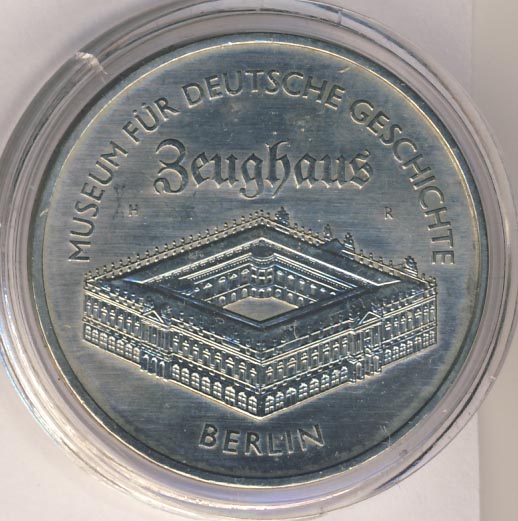 MUSEUM FÜR DEUTSCHE GESCHICHTE
Zeughaus
H R
BERLIN